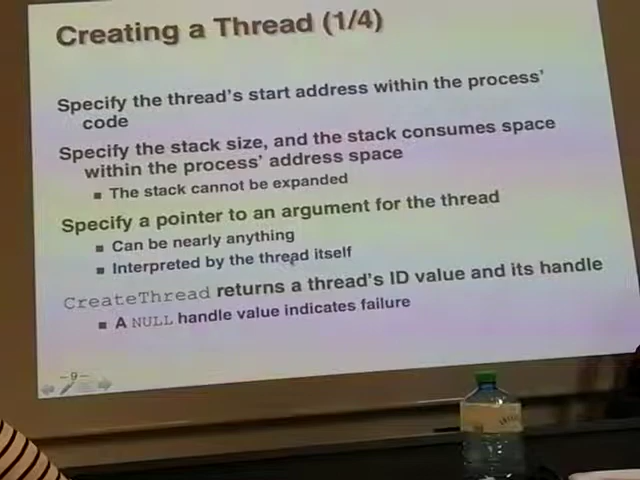 Creating a Thread (1/4)
Specify the thread's start address within the process'
code
Specify the stack size, and the stack consumes space
within the process' address space
■ The stack cannot be expanded
Specify a pointer to an argument for the thread
■ Can be nearly anything
■ Interpreted by the thread itself
CreateThread returns a thread's ID value and its handle
■ A NULL handle value indicates failure
–9–